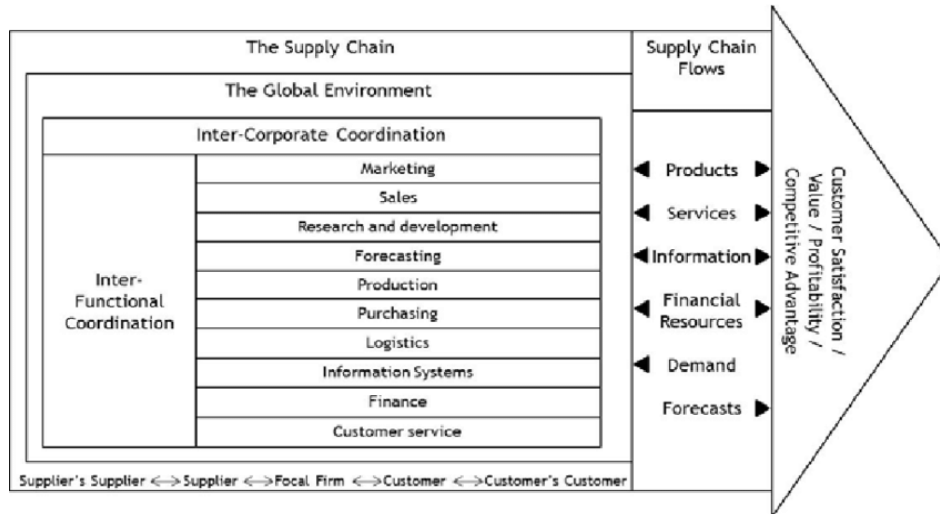 The Supply Chain
Supply Chain
Flows
The Global Environment
Inter-Corporate Coordination
Inter-
Functional
Coordination
Marketing
Sales
Research and development
Forecasting
Production
Purchasing
Logistics
Information Systems
Finance
Customer service
Products
Services
Information
Financial
Resources
Demand
Forecasts
Customer Satisfaction /
Value / Profitability /
Competitive Advantage
Supplier's Supplier <--> Supplier <--> Focal Firm <--> Customer <--> Customer's Customer